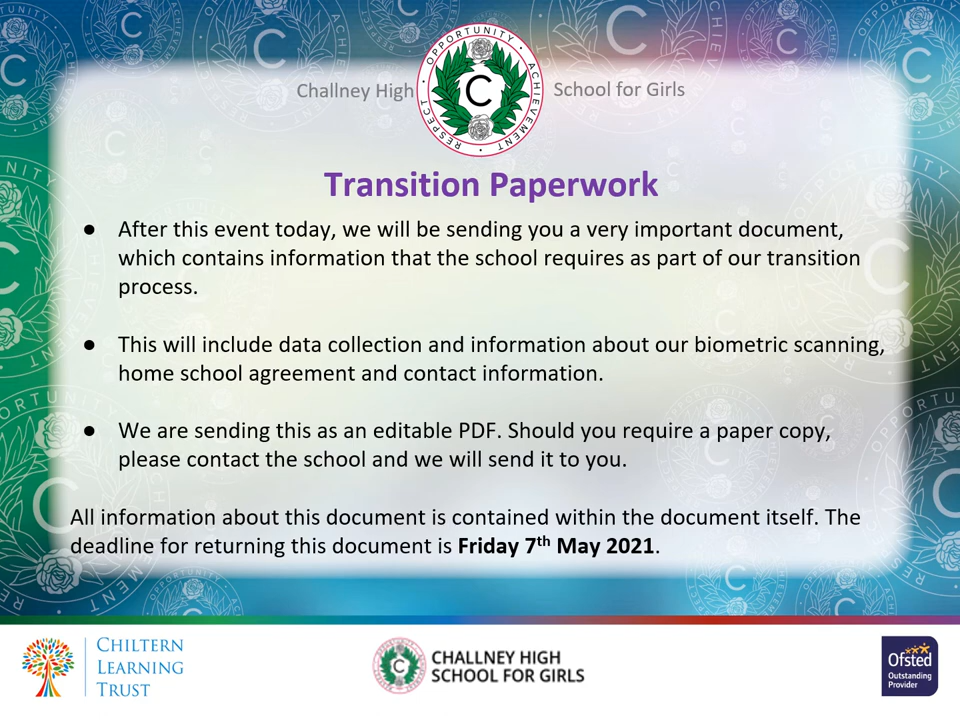 Challney High
School for Girls
OPPORTUNITY • ACHIEVEMENT • RESPECT •
C
Transition Paperwork
● After this event today, we will be sending you a very important document,
which contains information that the school requires as part of our transition
process.
● This will include data collection and information about our biometric scanning,
home school agreement and contact information.
● We are sending this as an editable PDF. Should you require a paper copy,
please contact the school and we will send it to you.
All information about this document is contained within the document itself. The
deadline for returning this document is Friday 7th May 2021.
CHILTERN
LEARNING
TRUST
C
CHALLNEY HIGH
SCHOOL FOR GIRLS
Ofsted
Outstanding
Provider